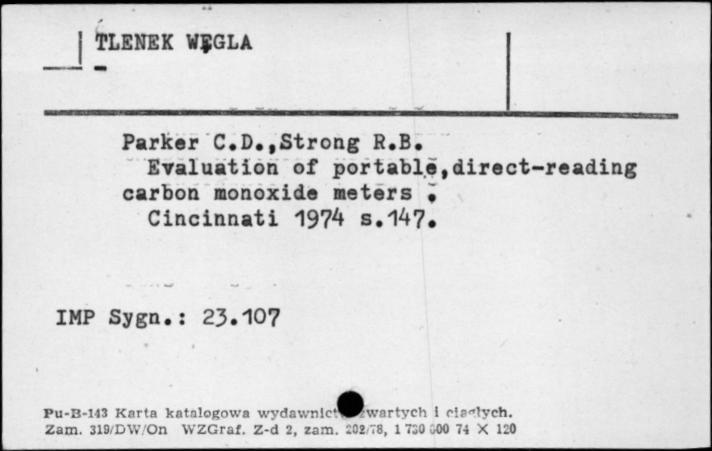 TLENEK WĘGLA
Parker C.D.,Strong R.B.
Evaluation of portable,direct-reading
carbon monoxide meters .
Cincinnati 1974 s.147.
IMP Sygn.: 23.107
Pu-B-143 Karta katalogowa wydawnict zwartych i ciągłych.
Zam. 319/DW/On WZGraf. Z-d 2, zam. 202/78, 1 730 000 74 X 120